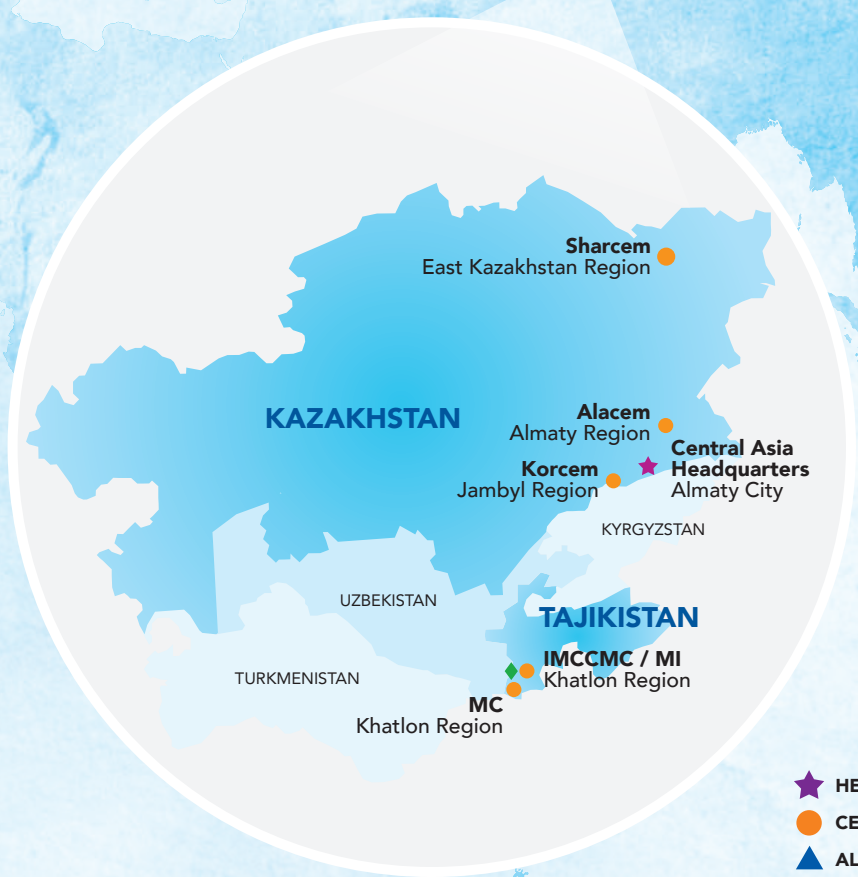 Sharcem
East Kazakhstan Region
KAZAKHSTAN
Alacem
Almaty Region
Central Asia
Headquarters
Almaty City
Korcem
Jambyl Region
KYRGYZSTAN
UZBEKISTAN
TAJIKISTAN
TURKMENISTAN
IMCCMC / MI
Khatlon Region
MC
Khatlon Region
HE
CE
AL